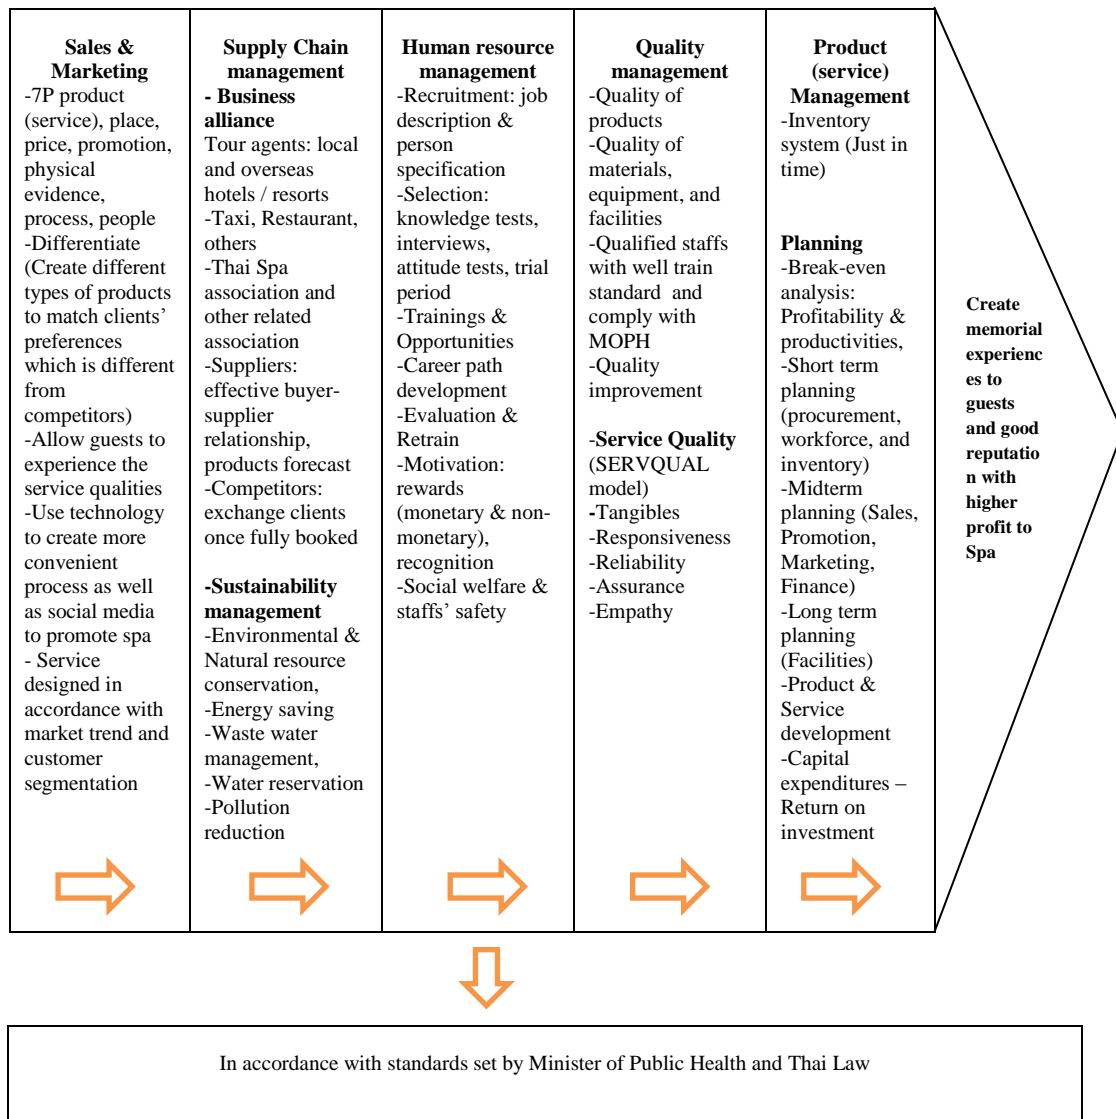 Sales &
Marketing
-7P product
(service), place,
price, promotion,
physical
evidence,
process, people
-Differentiate
(Create different
types of products
to match clients'
preferences
which is different
from
competitors)
-Allow guests to
experience the
service qualities
-Use technology
to create more
convenient
process as well
as social media
to promote spa
- Service
designed in
accordance with
market trend and
customer
segmentation
Supply Chain
management
- Business
alliance
Tour agents: local
and overseas
hotels / resorts
-Taxi, Restaurant,
others
-Thai Spa
association and
other related
association
-Suppliers:
effective buyer-
supplier
relationship,
products forecast
-Competitors:
exchange clients
once fully booked
-Sustainability
management
-Environmental &
Natural resource
conservation,
-Energy saving
-Waste water
management,
-Water reservation
-Pollution
reduction
Human resource
management
-Recruitment: job
description &
person
specification
-Selection:
knowledge tests,
interviews,
attitude tests, trial
period
-Trainings &
Opportunities
-Career path
development
-Evaluation &
Retrain
-Motivation:
rewards
(monetary & non-
monetary),
recognition
-Social welfare &
staffs' safety
Quality
management
-Quality of
products
-Quality of
materials,
equipment, and
facilities
-Qualified staffs
with well train
standard  and
comply with
MOPH
-Quality
improvement
-Service Quality
(SERVQUAL
model)
-Tangibles
-Responsiveness
-Reliability
-Assurance
-Empathy
Product
(service)
Management
-Inventory
system (Just in
time)
Planning
-Break-even
analysis:
Profitability &
productivities,
-Short term
planning
(procurement,
workforce, and
inventory)
-Midterm
planning (Sales,
Promotion,
Marketing,
Finance)
-Long term
planning
(Facilities)
-Product &
Service
development
-Capital
expenditures –
Return on
investment
Create
memorial
experienc
es to
guests
and good
reputatio
n with
higher
profit to
Spa
In accordance with standards set by Minister of Public Health and Thai Law